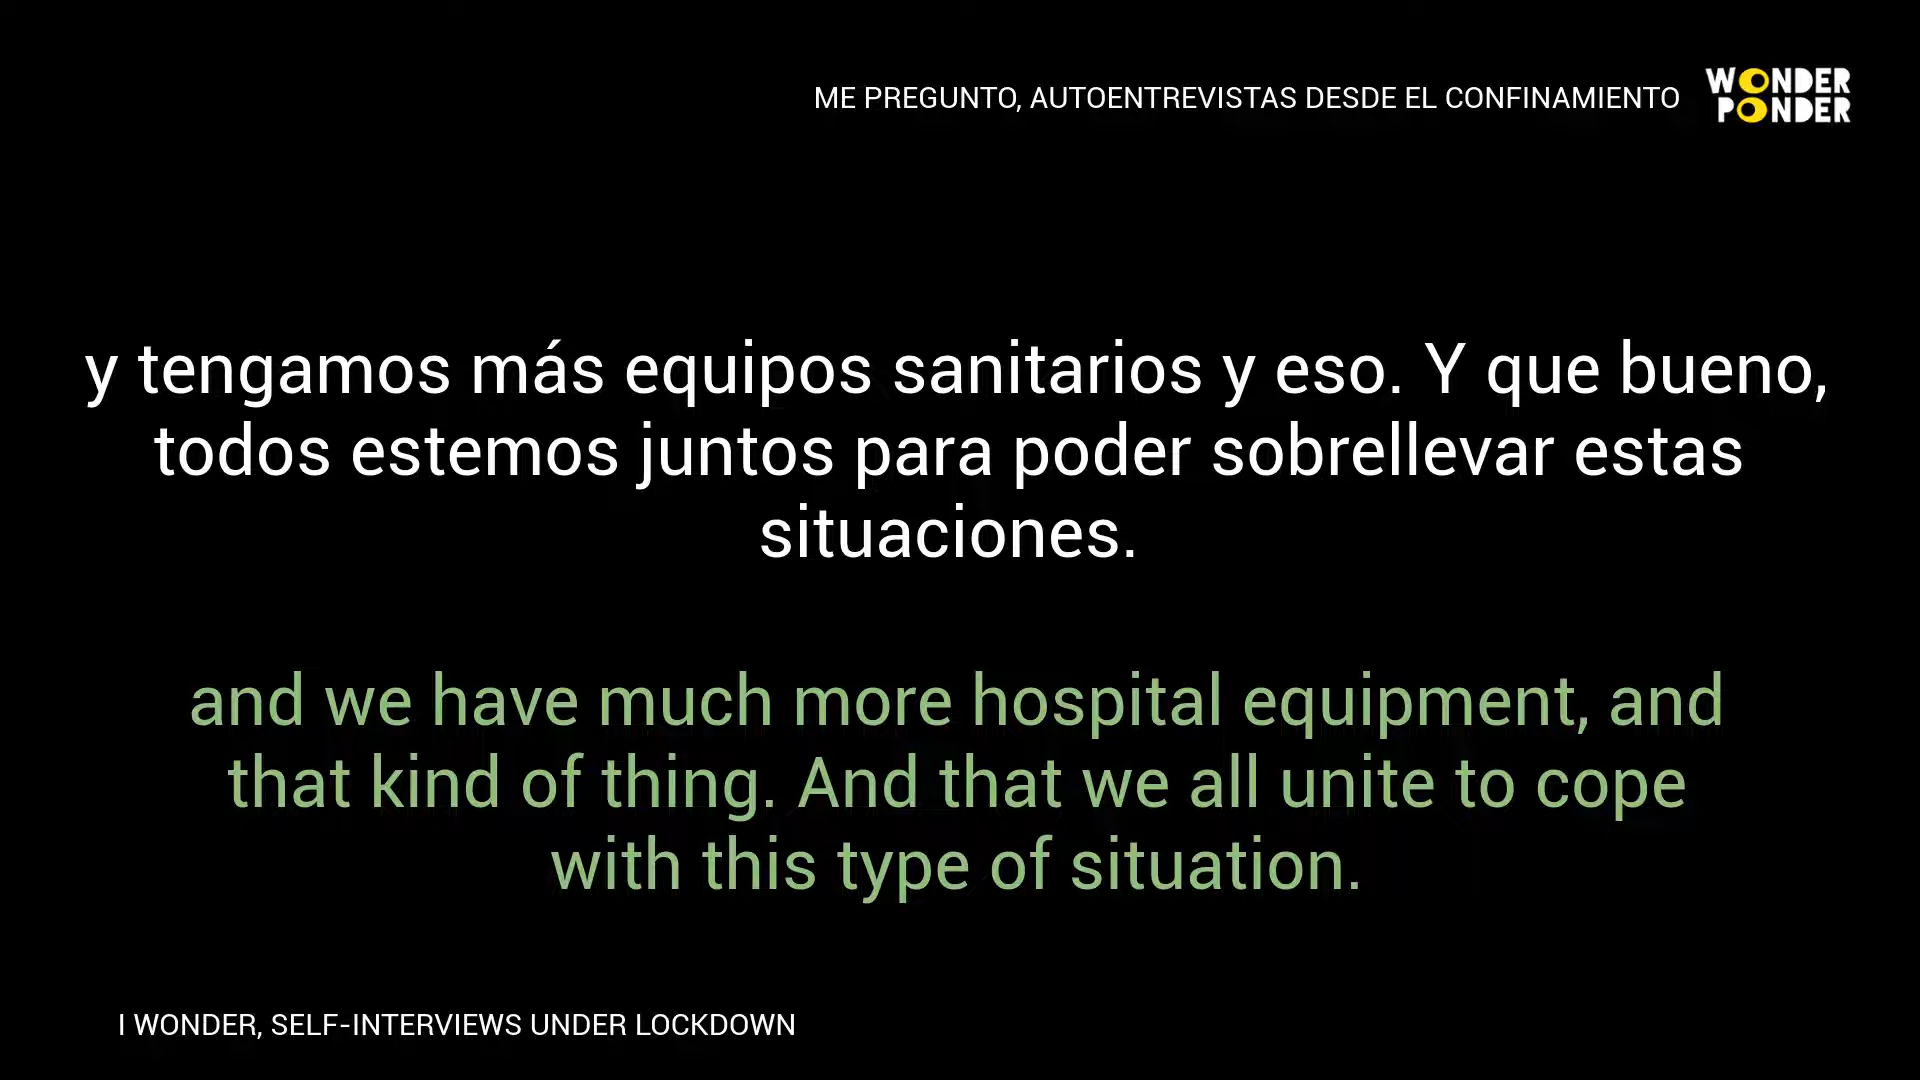 ME PREGUNTO, AUTOENTREVISTAS DESDE EL CONFINAMIENTO
WONDER
PONDER
y tengamos más equipos sanitarios y eso. Y que bueno,
todos estemos juntos para poder sobrellevar estas
situaciones.
and we have much more hospital equipment, and
that kind of thing. And that we all unite to cope
with this type of situation.
I WONDER, SELF-INTERVIEWS UNDER LOCKDOWN